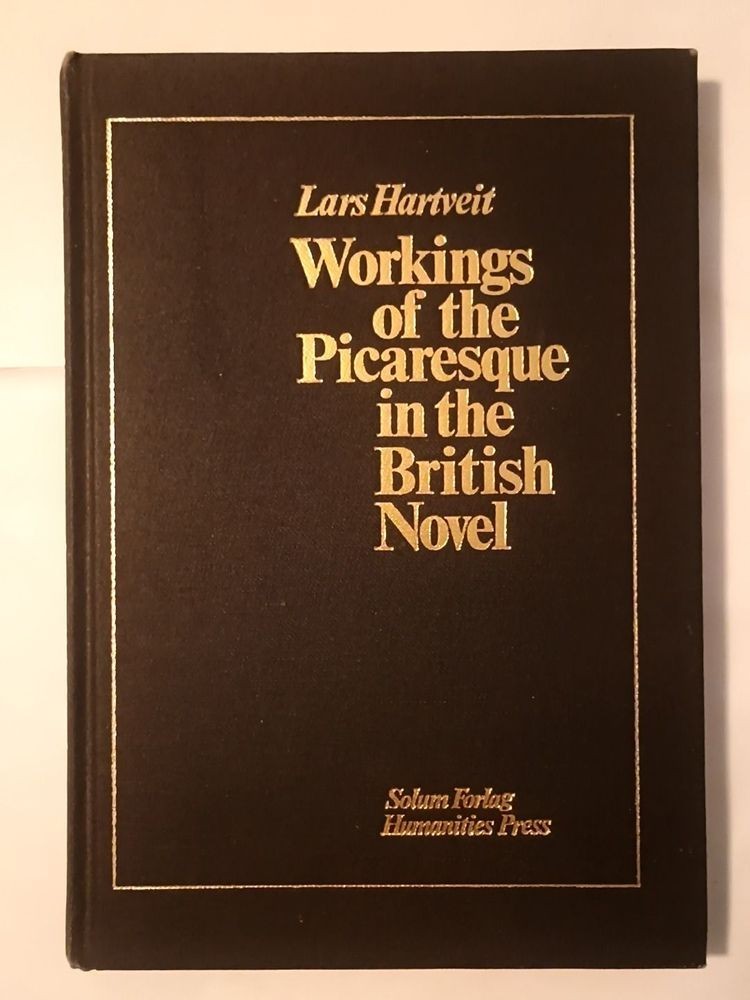 Lars Hartveit
Workings
of the
Picaresque
in the
British
Novel
Solum Forlag
Humanities Press